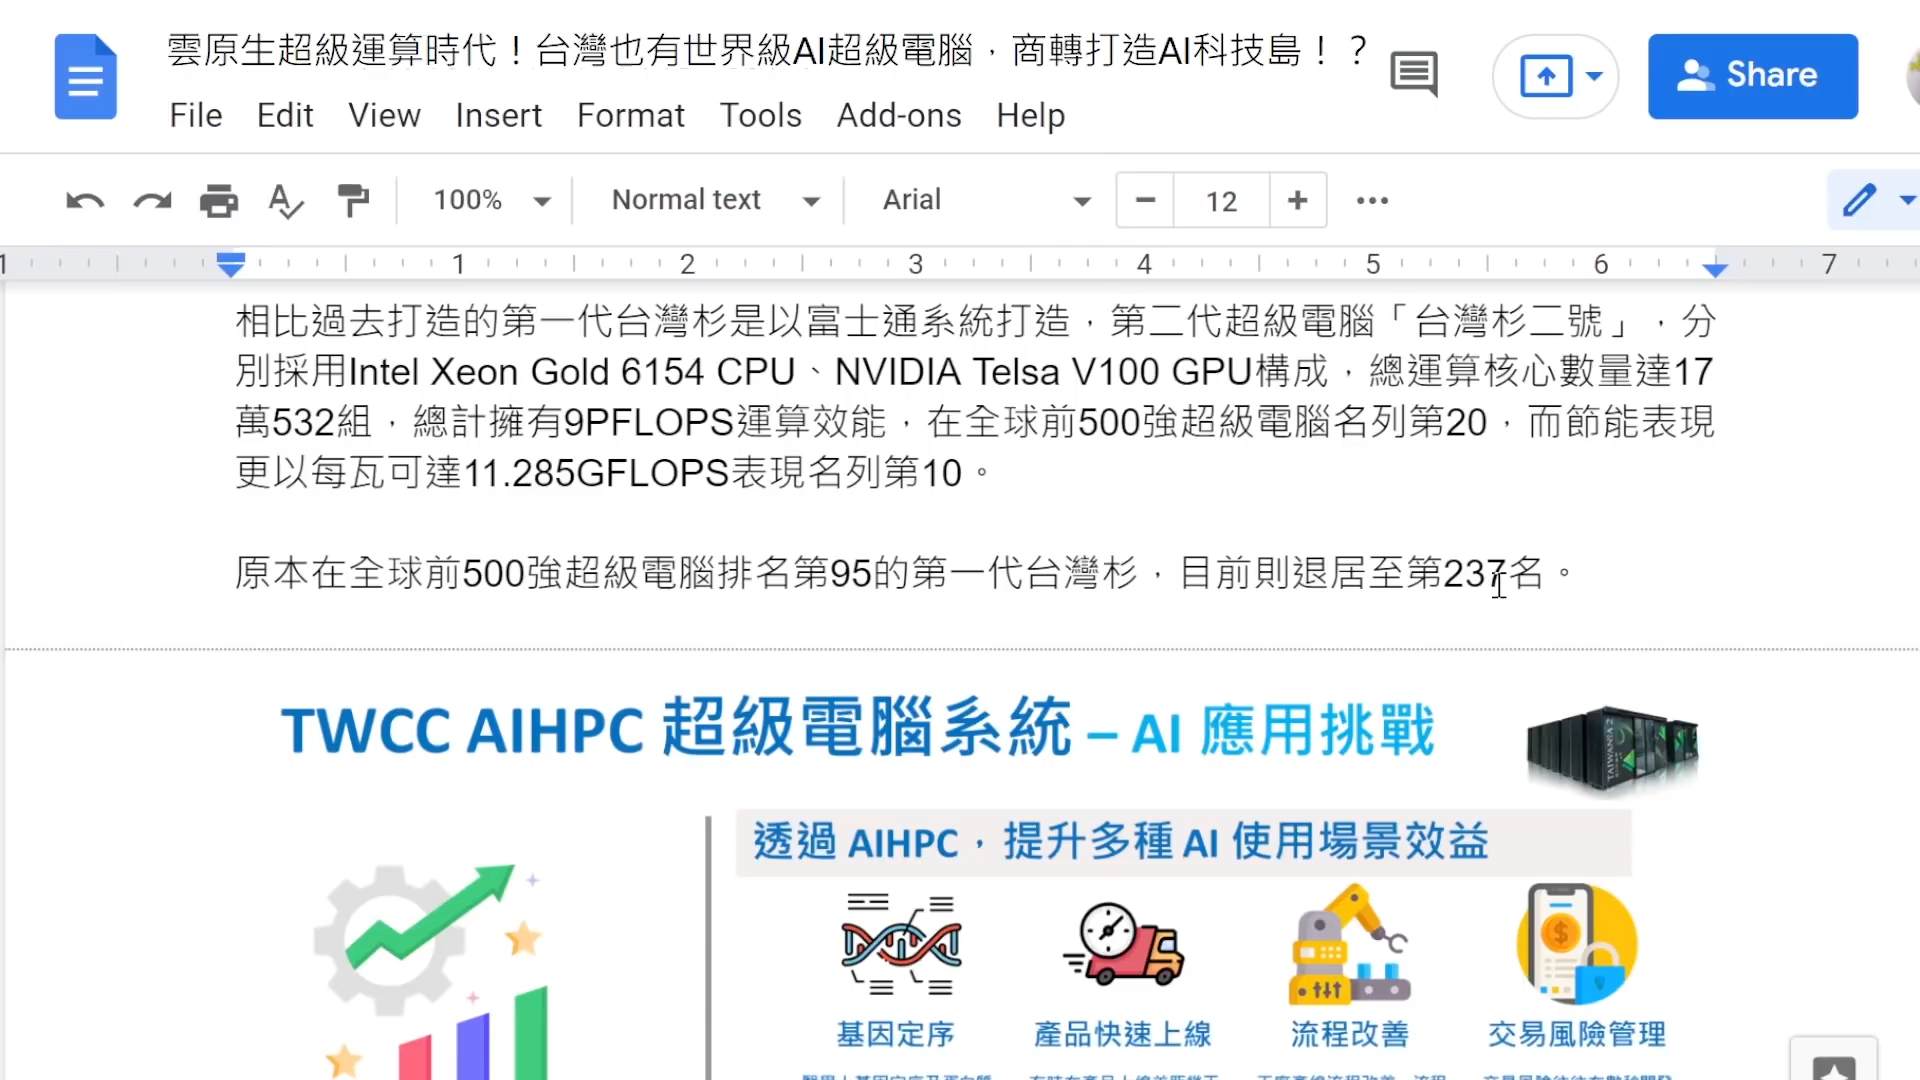 雲原生超級運算時代！台灣也有世界級AI超級電腦，商轉打造AI科技島！？
File Edit View Insert Format Tools Add-ons Help
Share
100% Normal text Arial 12
1 1 2 3 4 5 6 7
相比過去打造的第一代台灣杉是以富士通系統打造，第二代超級電腦「台灣杉二號」，分
別採用Intel Xeon Gold 6154 CPU、NVIDIA Telsa V100 GPU構成，總運算核心數量達17
萬532組，總計擁有9PFLOPS運算效能，在全球前500強超級電腦名列第20，而節能表現
更以每瓦可達11.285GFLOPS表現名列第10。
原本在全球前500強超級電腦排名第95的第一代台灣杉，目前則退居至第237名。
TWCC AIHPC 超級電腦系統 – AI 應用挑戰
TAIWANIA 2
透過 AIHPC，提升多種 AI 使用場景效益
基因定序 產品快速上線 流程改善 交易風險管理